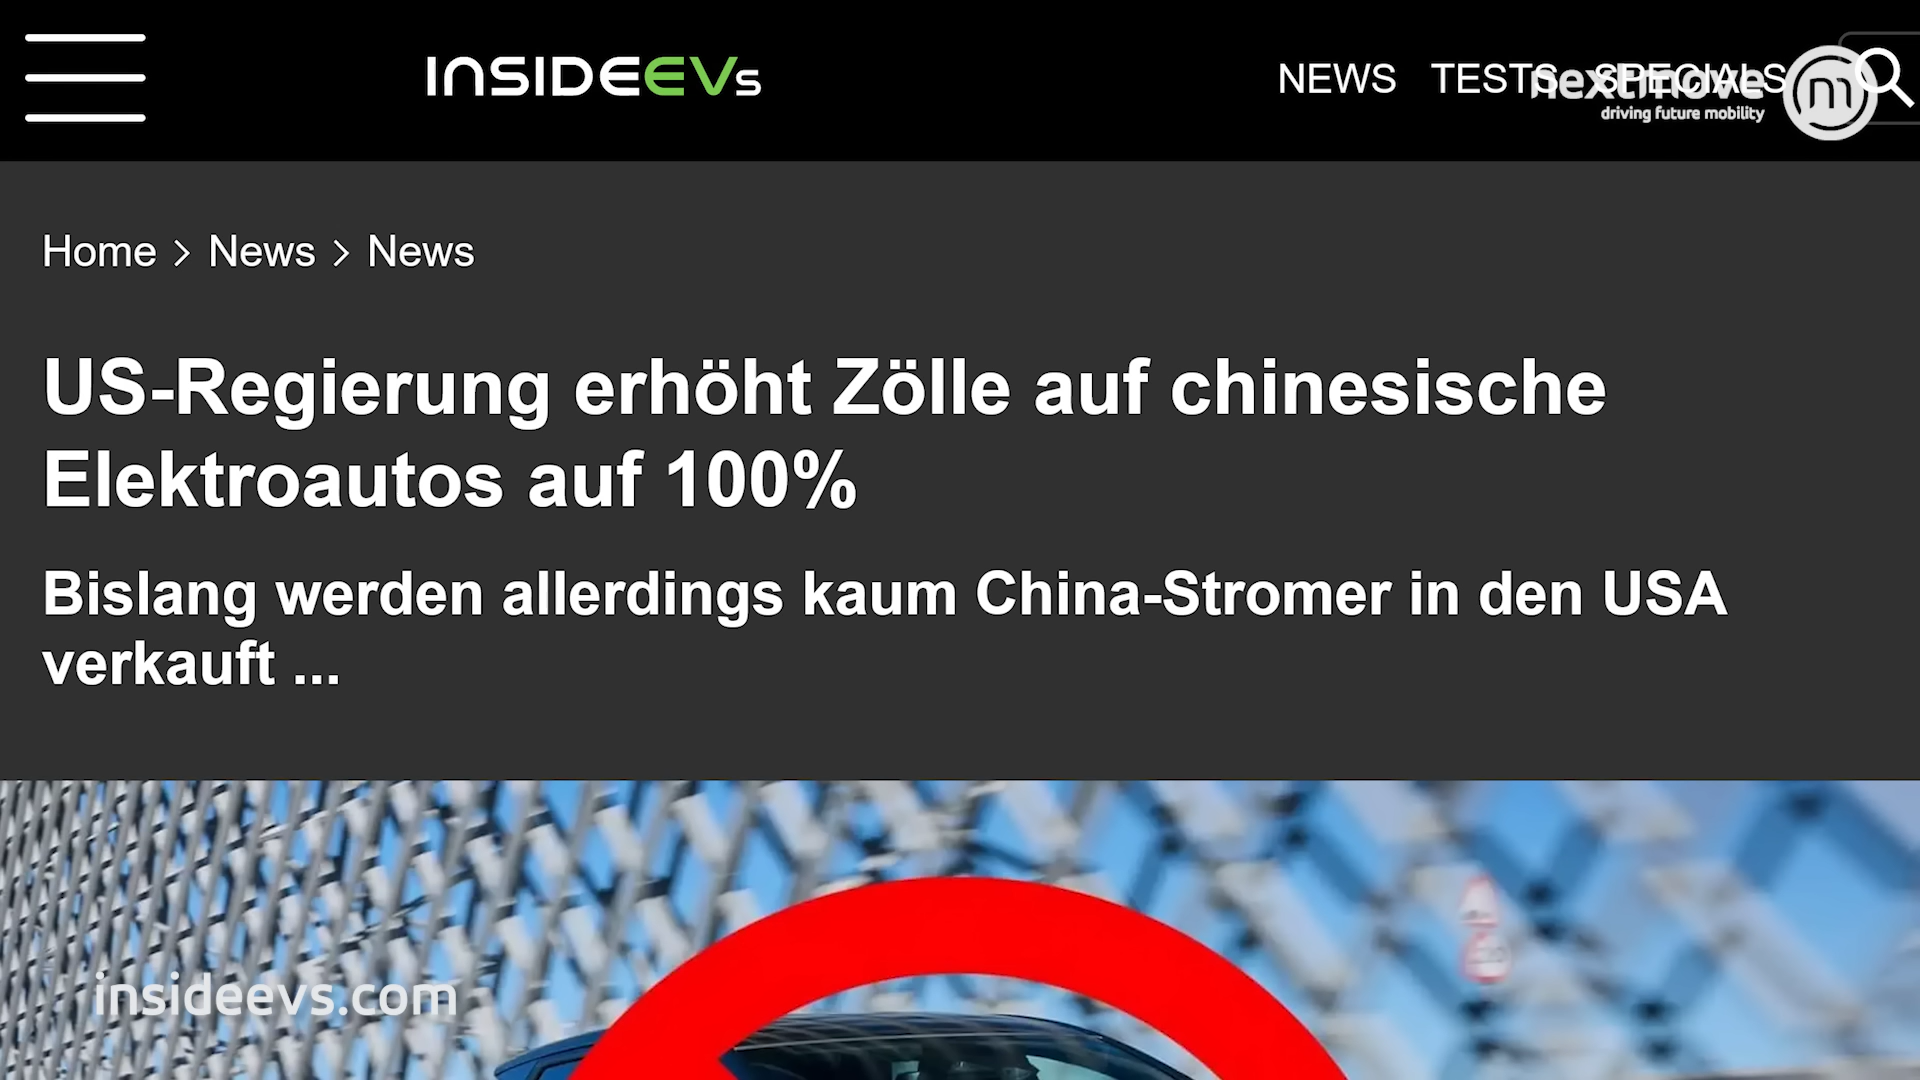 INSIDEEVs
NEWS TESTS SPECIALS
nextmove
driving future mobility
Home > News > News
US-Regierung erhöht Zölle auf chinesische
Elektroautos auf 100%
Bislang werden allerdings kaum China-Stromer in den USA
verkauft ...
insideevs.com